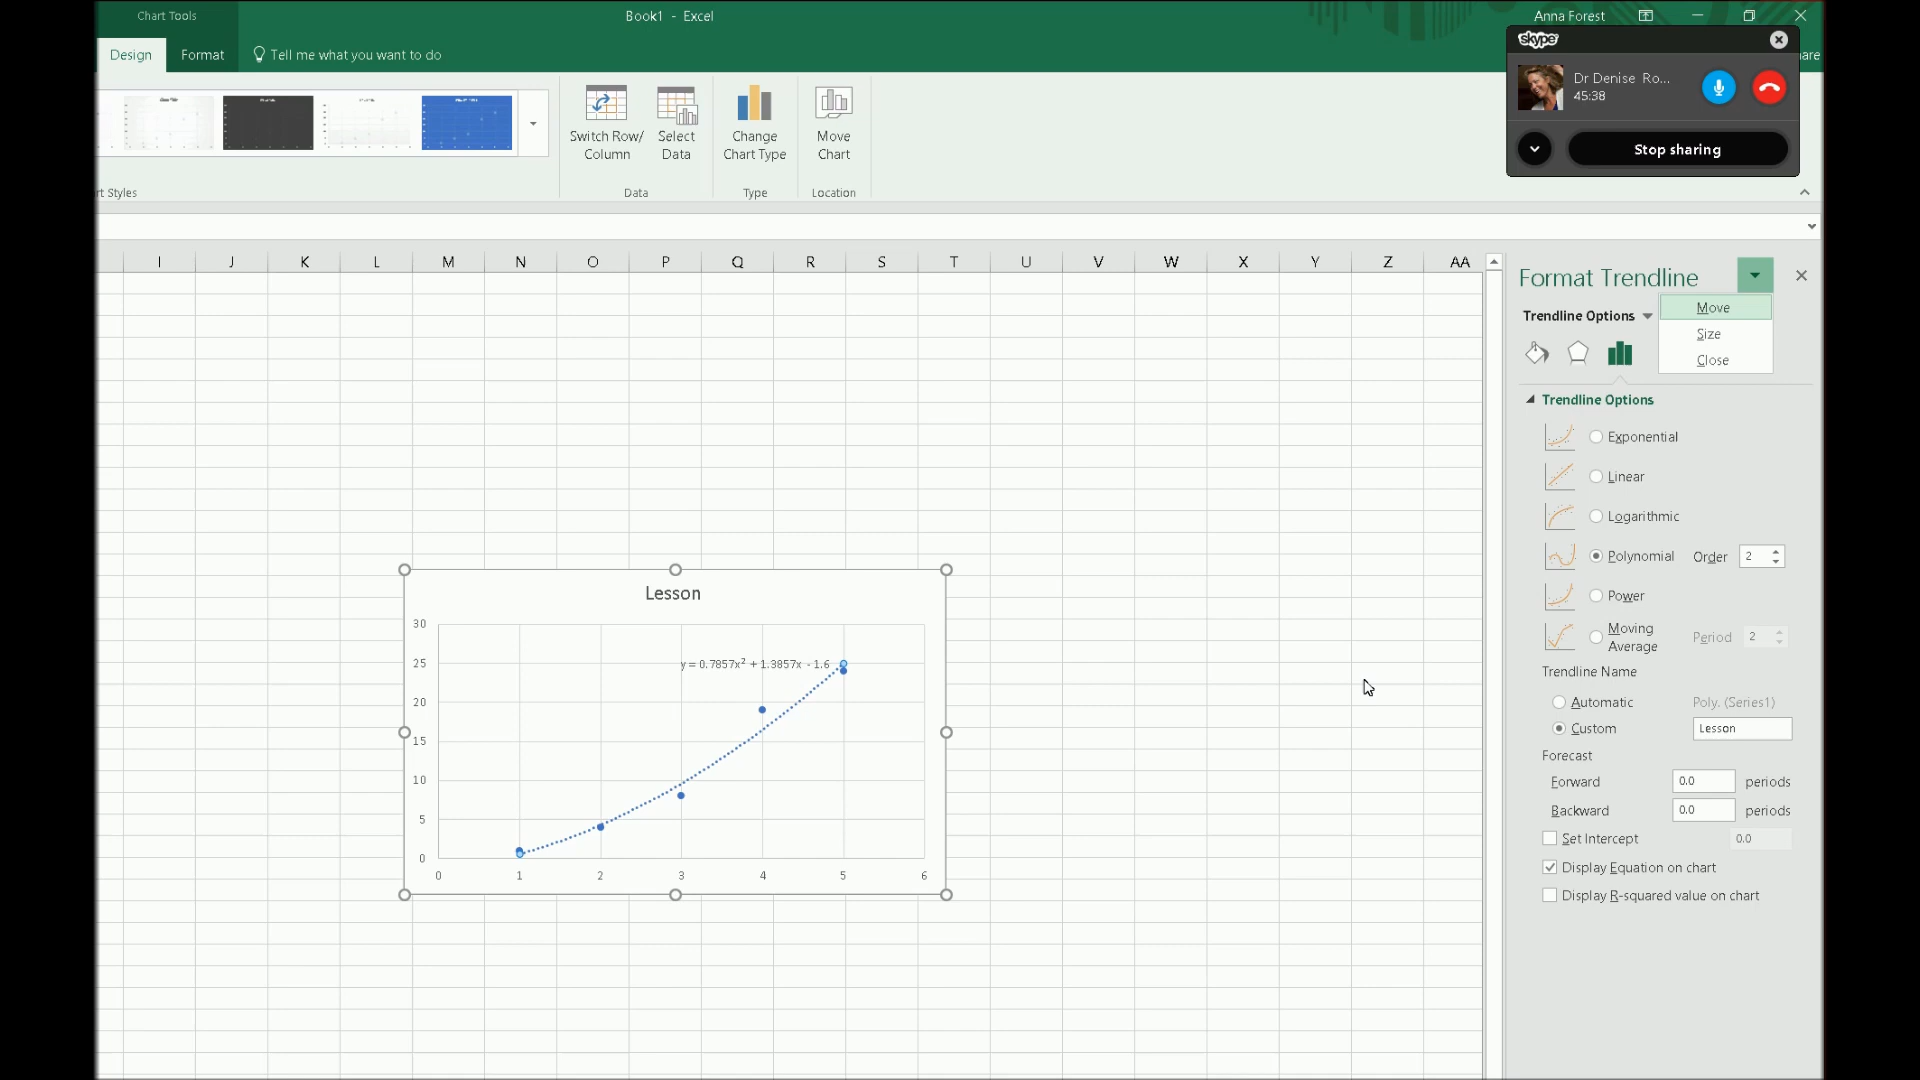 Chart Tools
Book1 - Excel
Anna Forest
Design
Format
Tell me what you want to do
are
skype
Dr Denise Ro...
45:38
Stop sharing
Switch Row/
Column
Select
Data
Change
Chart Type
Move
Chart
rt Styles
Data
Type
Location
I J K L M N O P Q R S T U V W X Y Z AA
Format Trendline
Move
Size
Close
Trendline Options
Trendline Options
Exponential
Linear
Logarithmic
Polynomial Order 2
Power
Moving
Average
Period 2
Trendline Name
Automatic Poly. (Series1)
Custom Lesson
Forecast
Forward 0.0 periods
Backward 0.0 periods
Set Intercept 0.0
Display Equation on chart
Display R-squared value on chart
Lesson
30
25
20
15
10
5
0
y = 0.7857x² + 1.3857x - 1.6
0 1 2 3 4 5 6